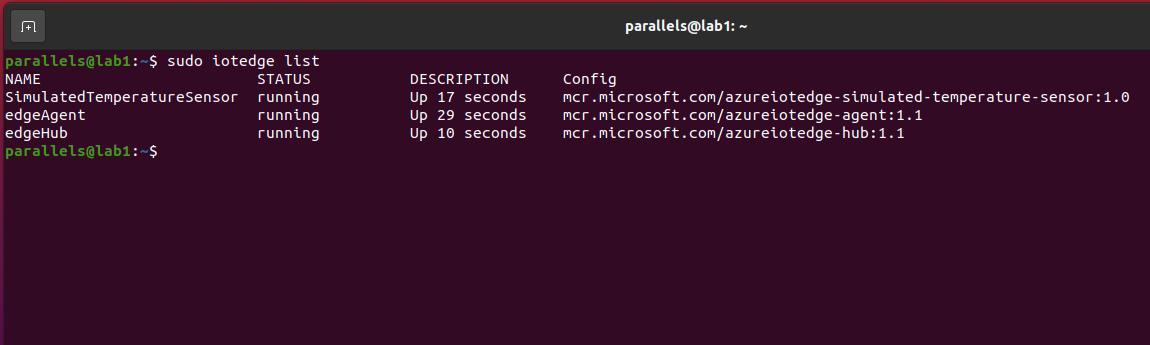 parallels@lab1: ~
parallels@lab1:~$ sudo iotedge list
NAME                     STATUS           DESCRIPTION      Config
SimulatedTemperatureSensor  running          Up 17 seconds    mcr.microsoft.com/azureiotedge-simulated-temperature-sensor:1.0
edgeAgent                running          Up 29 seconds    mcr.microsoft.com/azureiotedge-agent:1.1
edgeHub                  running          Up 10 seconds    mcr.microsoft.com/azureiotedge-hub:1.1
parallels@lab1:~$